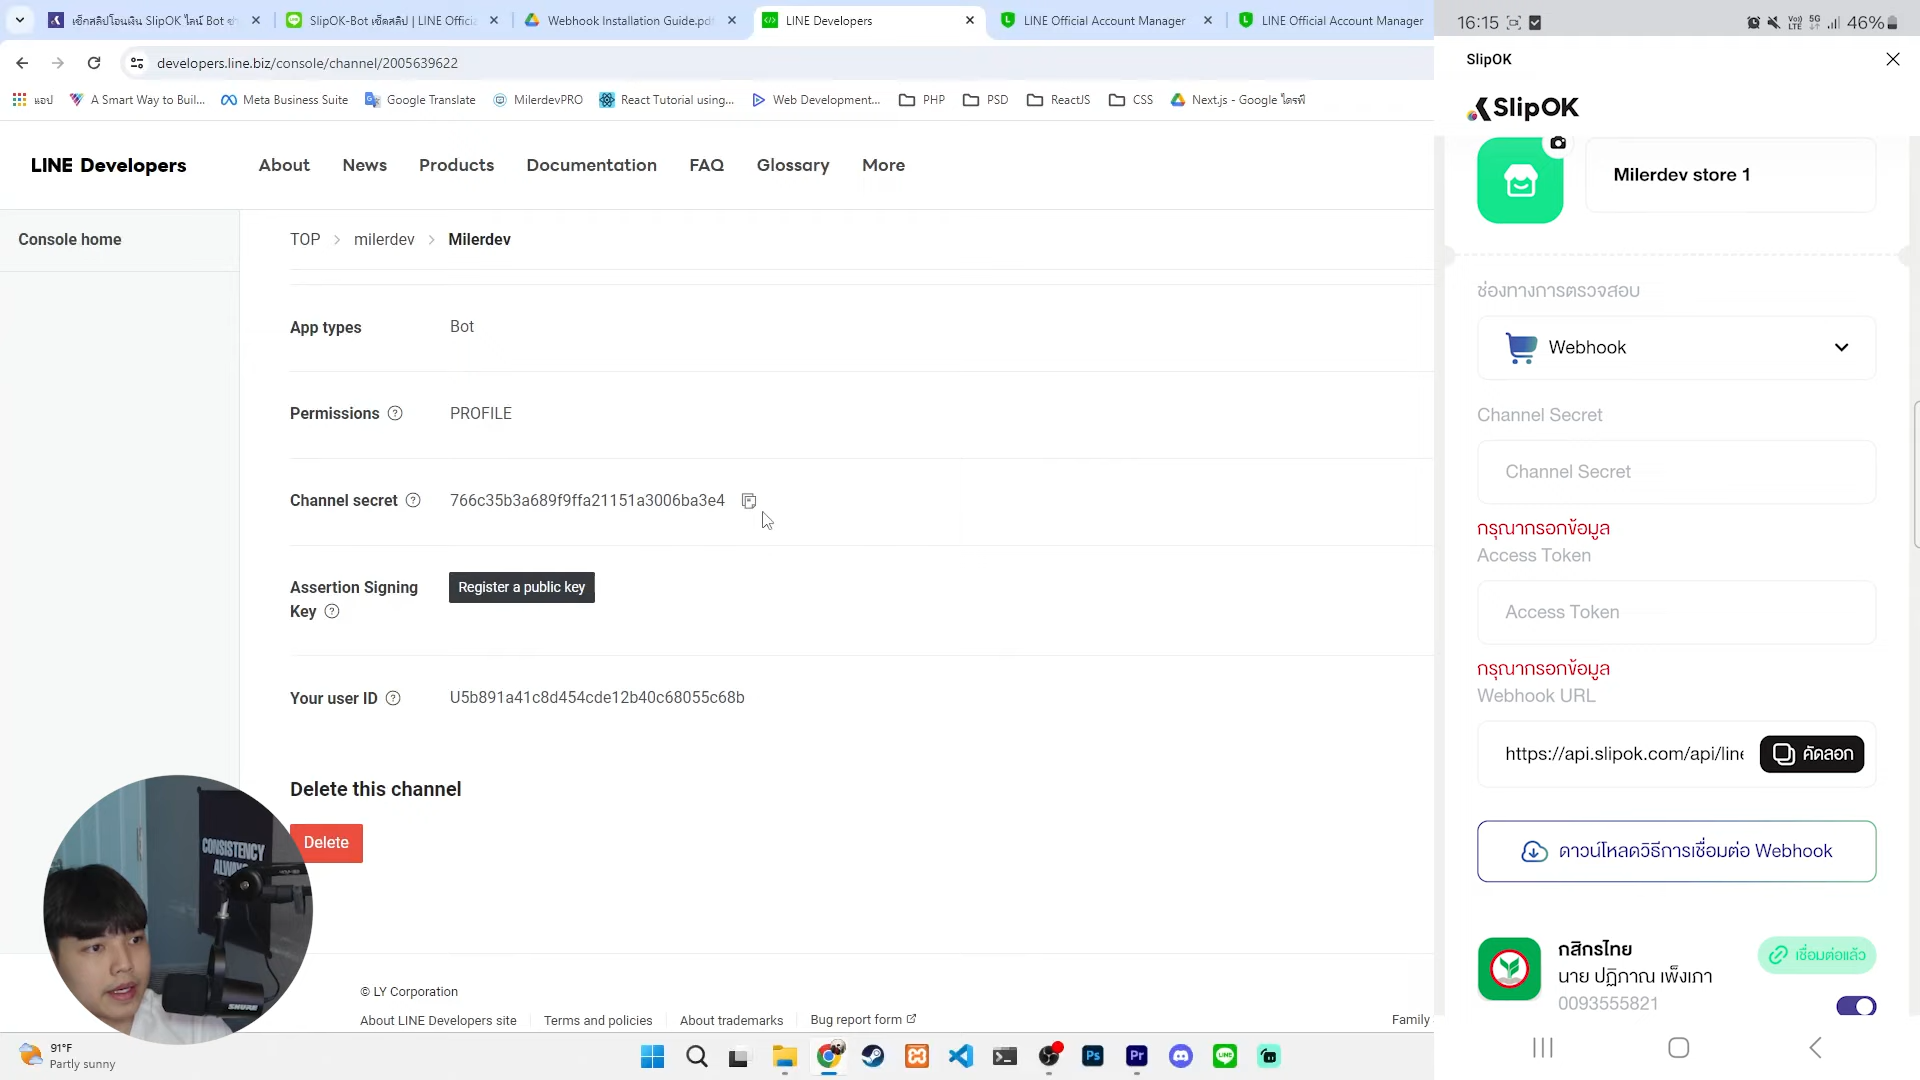 เช็กสลิปโอนเงิน SlipOK ไลน์ Bot
SlipOK-Bot เช็คสลิป | LINE Officia
Webhook Installation Guide.pdf
LINE Developers
LINE Official Account Manager
LINE Official Account Manager
developers.line.biz/console/channel/2005639622
แอป
A Smart Way to Buil...
Meta Business Suite
Google Translate
MilerdevPRO
React Tutorial using...
Web Development...
PHP
PSD
ReactJS
CSS
Next.js - Google ไดรฟ์
LINE Developers
About
News
Products
Documentation
FAQ
Glossary
More
Console home
TOP
milerdev
Milerdev
App types
Bot
Permissions
PROFILE
Channel secret
766c35b3a689f9ffa21151a3006ba3e4
Assertion Signing
Key
Register a public key
Your user ID
U5b891a41c8d454cde12b40c68055c68b
Delete this channel
Delete
CONSISTENCY
SHURE
© LY Corporation
About LINE Developers site
Terms and policies
About trademarks
Bug report form
Family
91°F
Partly sunny
16:15
5G
46%
SlipOK
SlipOK
Milerdev store 1
ช่องทางการตรวจสอบ
Webhook
Channel Secret
Channel Secret
กรุณากรอกข้อมูล
Access Token
Access Token
กรุณากรอกข้อมูล
Webhook URL
https://api.slipok.com/api/line
คัดลอก
ดาวน์โหลดวิธีการเชื่อมต่อ Webhook
กสิกรไทย
นาย ปฏิภาณ เพ็งเภา
0093555821
เชื่อมต่อแล้ว